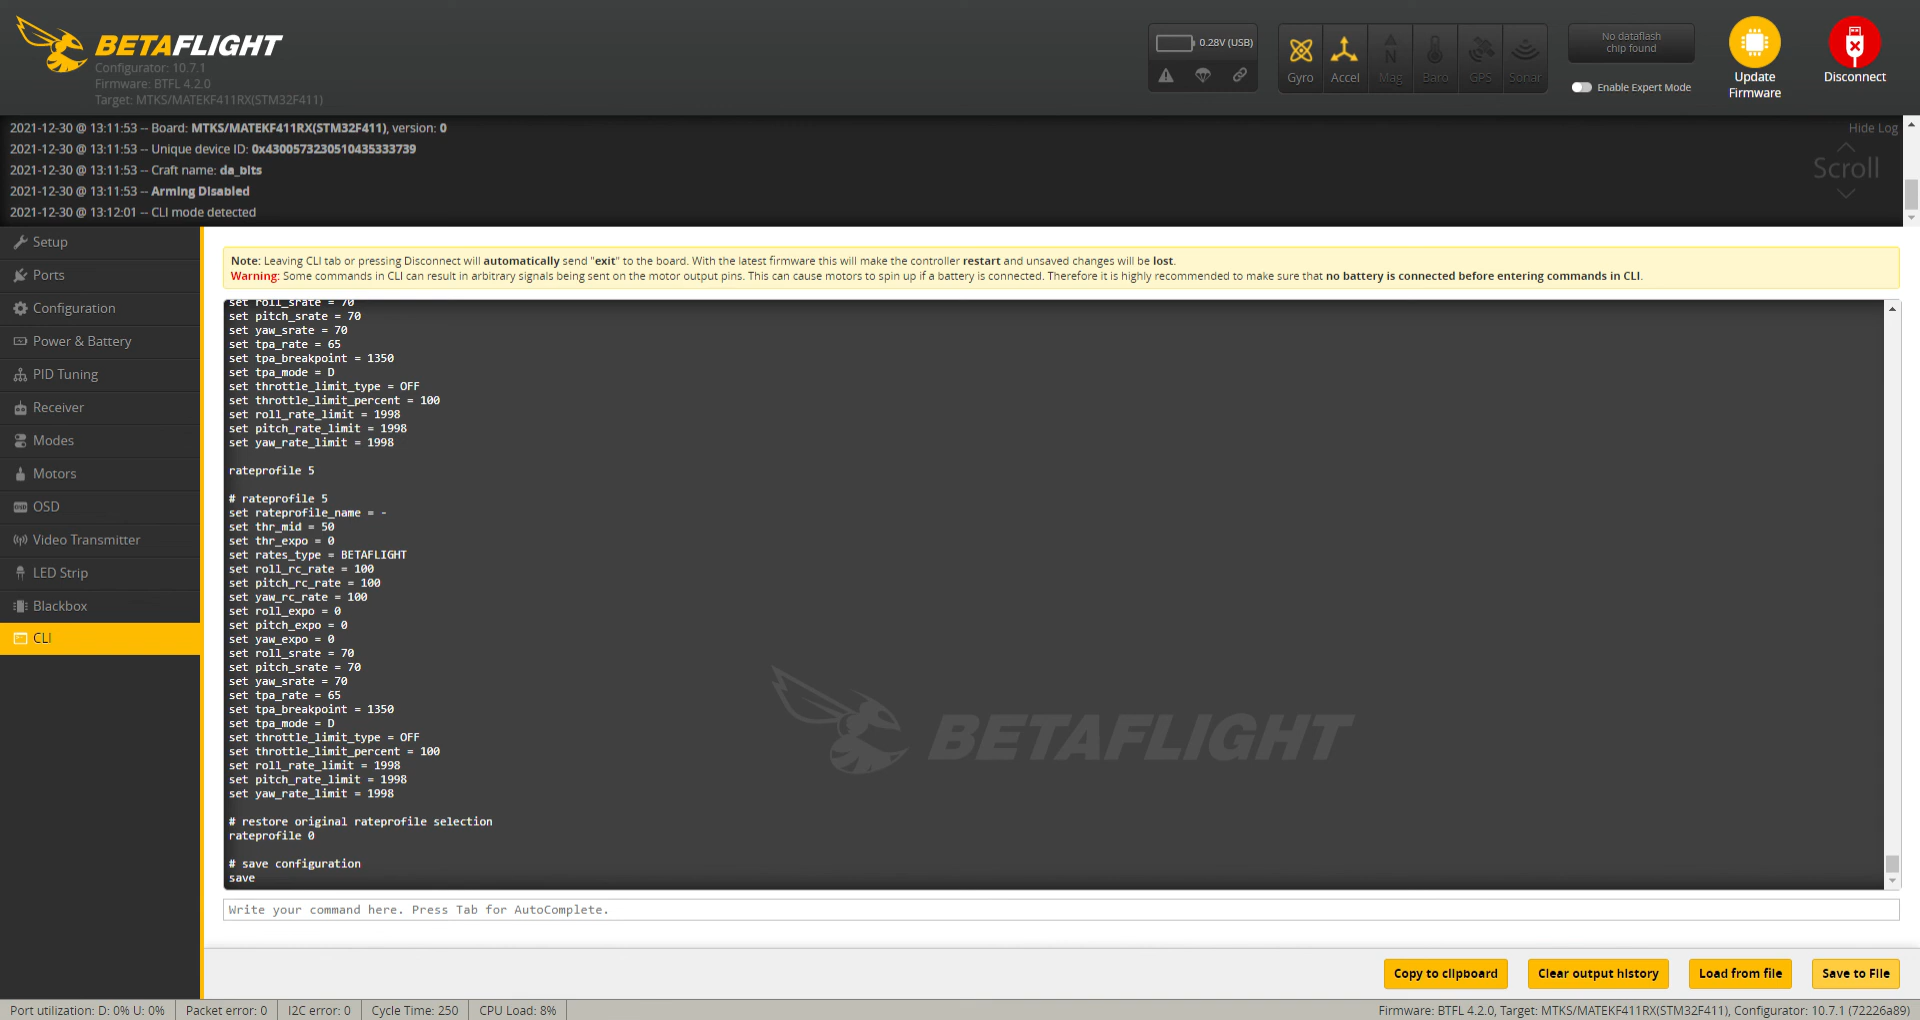 BETAFLIGHT
Configurator: 10.7.1
Firmware: BTFL 4.2.0
Target: MTKS/MATEKF411RX(STM32F411)
0.28V (USB)
Gyro
Accel
Mag
Baro
GPS
Sonar
No dataflash
chip found
Enable Expert Mode
Update
Firmware
Disconnect
2021-12-30 @ 13:11:53 -- Board: MTKS/MATEKF411RX(STM32F411), version: 0
2021-12-30 @ 13:11:53 -- Unique device ID: 0x4300573230510435333739
2021-12-30 @ 13:11:53 -- Craft name: da_bits
2021-12-30 @ 13:11:53 -- Arming Disabled
2021-12-30 @ 13:12:01 -- CLI mode detected
Hide Log
Scroll
Setup
Ports
Configuration
Power & Battery
PID Tuning
Receiver
Modes
Motors
OSD
Video Transmitter
LED Strip
Blackbox
CLI
Note: Leaving CLI tab or pressing Disconnect will automatically send "exit" to the board. With the latest firmware this will make the controller restart and unsaved changes will be lost.
Warning: Some commands in CLI can result in arbitrary signals being sent on the motor output pins. This can cause motors to spin up if a battery is connected. Therefore it is highly recommended to make sure that no battery is connected before entering commands in CLI.
set roll_srate = 70
set pitch_srate = 70
set yaw_srate = 70
set tpa_rate = 65
set tpa_breakpoint = 1350
set tpa_mode = D
set throttle_limit_type = OFF
set throttle_limit_percent = 100
set roll_rate_limit = 1998
set pitch_rate_limit = 1998
set yaw_rate_limit = 1998
rateprofile 5
# rateprofile 5
set rateprofile_name = -
set thr_mid = 50
set thr_expo = 0
set rates_type = BETAFLIGHT
set roll_rc_rate = 100
set pitch_rc_rate = 100
set yaw_rc_rate = 100
set roll_expo = 0
set pitch_expo = 0
set yaw_expo = 0
set roll_srate = 70
set pitch_srate = 70
set yaw_srate = 70
set tpa_rate = 65
set tpa_breakpoint = 1350
set tpa_mode = D
set throttle_limit_type = OFF
set throttle_limit_percent = 100
set roll_rate_limit = 1998
set pitch_rate_limit = 1998
set yaw_rate_limit = 1998
# restore original rateprofile selection
rateprofile 0
# save configuration
save
BETAFLIGHT
Write your command here. Press Tab for AutoComplete.
Copy to clipboard
Clear output history
Load from file
Save to File
Port utilization: D: 0% U: 0%
Packet error: 0
I2C error: 0
Cycle Time: 250
CPU Load: 8%
Firmware: BTFL 4.2.0, Target: MTKS/MATEKF411RX(STM32F411), Configurator: 10.7.1 (72226a89)